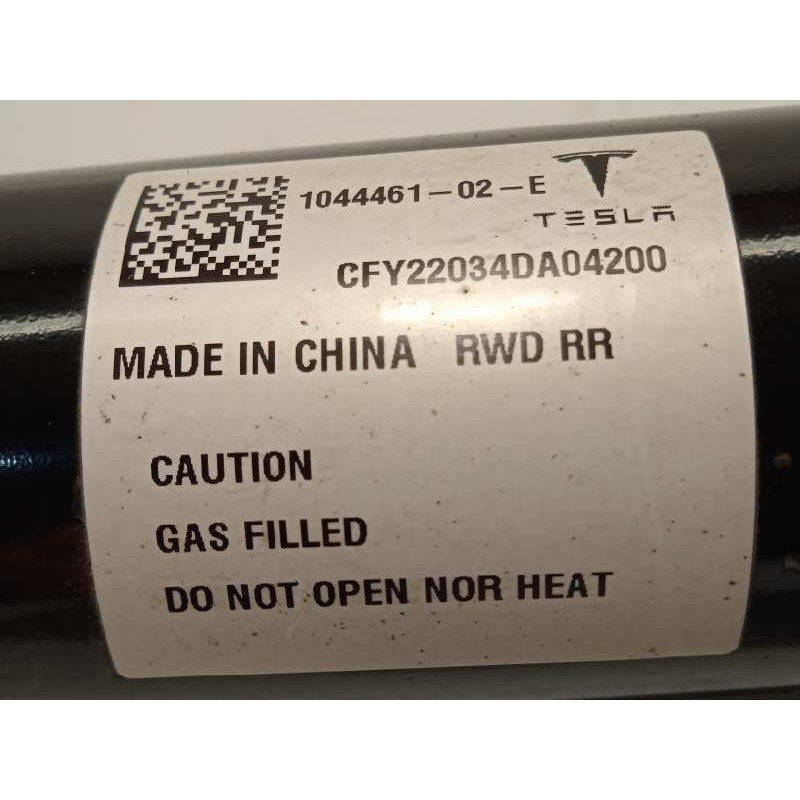 1044461-02-E
TESLA
CFY22034DA04200
MADE IN CHINA RWD RR
CAUTION
GAS FILLED
DO NOT OPEN NOR HEAT